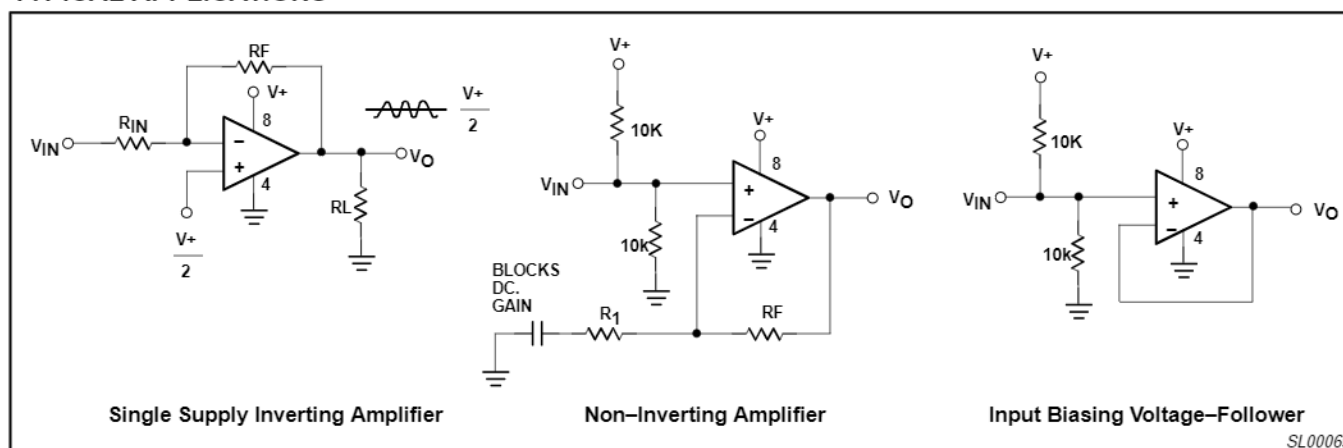 RF
V+
8
RIN
VIN
−
+
4
V+
2
RL
VO
V+
2
V+
10K
V+
8
VIN
+
−
4
10k
VO
BLOCKS
DC.
GAIN
R1
RF
V+
10K
V+
8
VIN
+
−
4
10k
VO
Single Supply Inverting Amplifier
Non–Inverting Amplifier
Input Biasing Voltage–Follower
SL0006